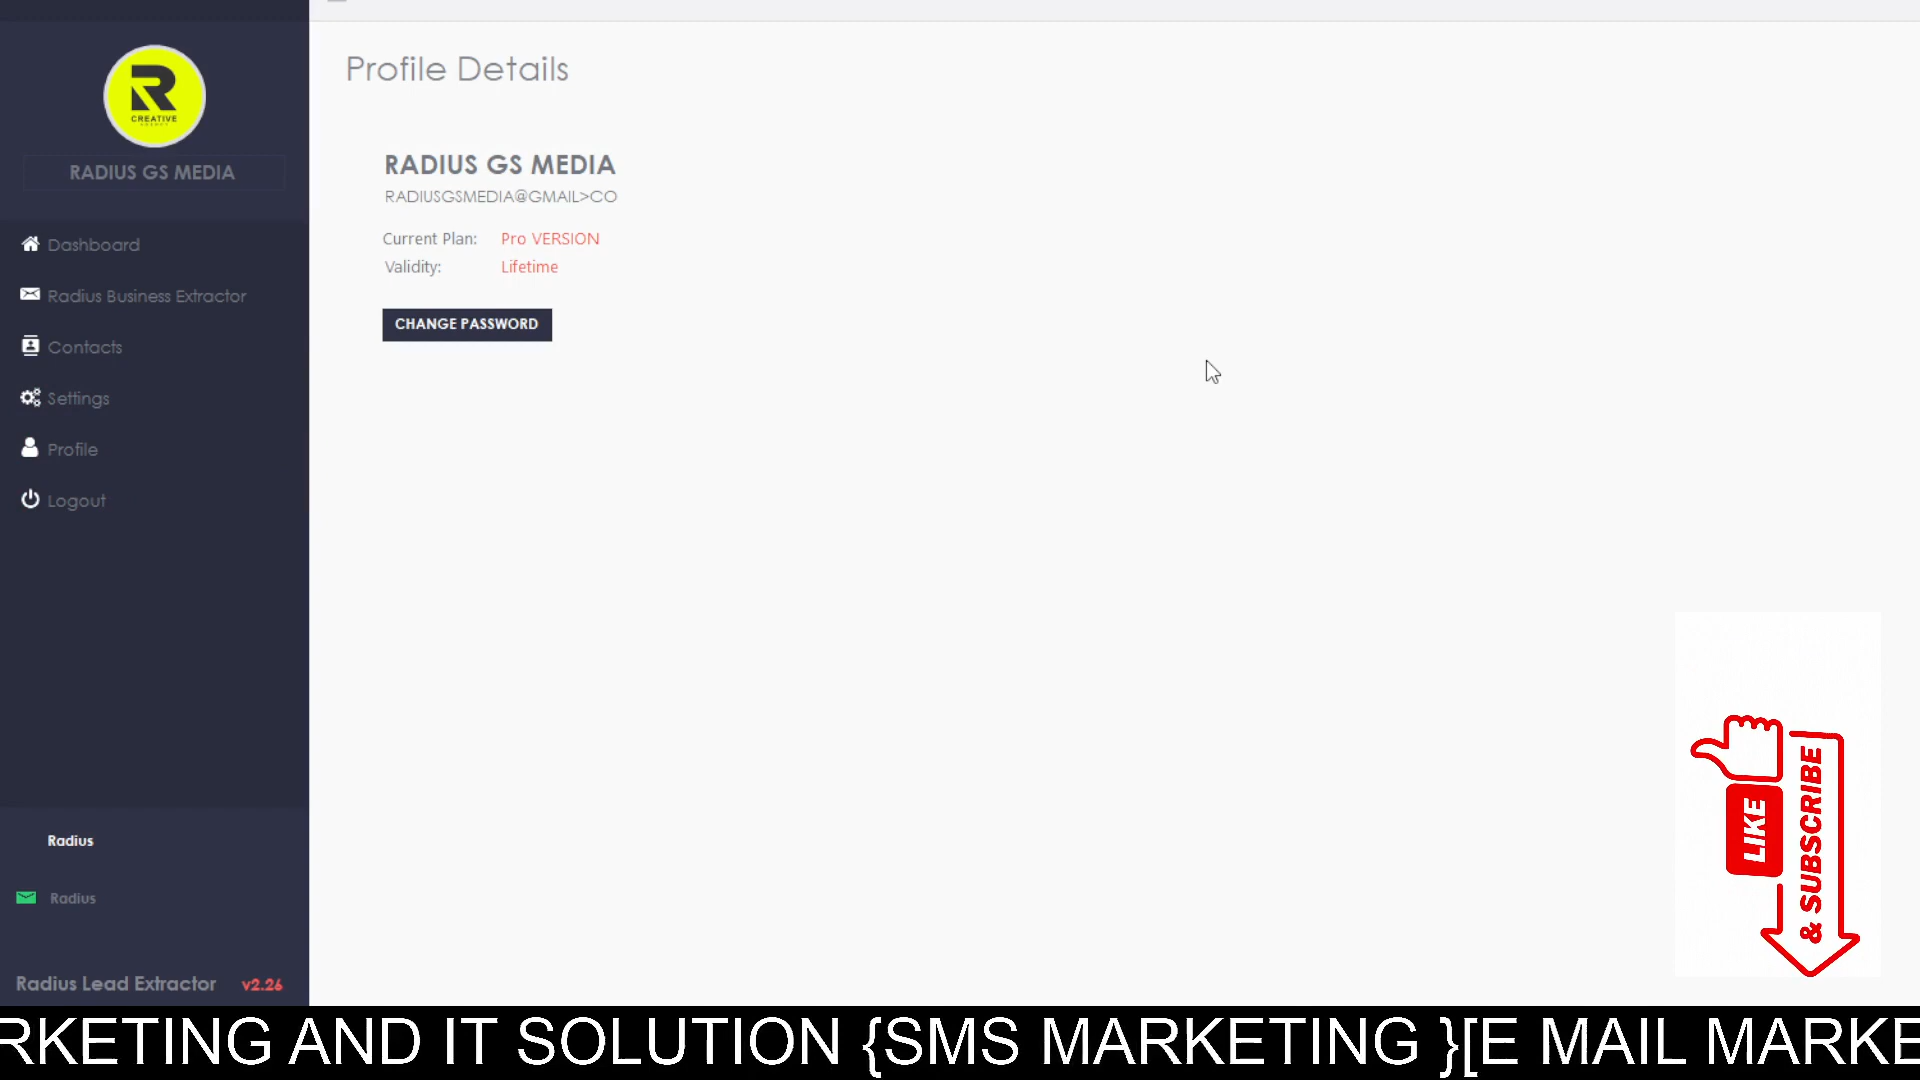 CREATIVE
RADIUS GS MEDIA
Dashboard
Radius Business Extractor
Contacts
Settings
Profile
Logout
Radius
Radius
Radius Lead Extractor v2.26
Profile Details
RADIUS GS MEDIA
RADIUSGSMEDIA@GMAIL>CO
Current Plan: Pro VERSION
Validity: Lifetime
CHANGE PASSWORD
LIKE
& SUBSCRIBE
RKETING AND IT SOLUTION {SMS MARKETING }[E MAIL MARKE